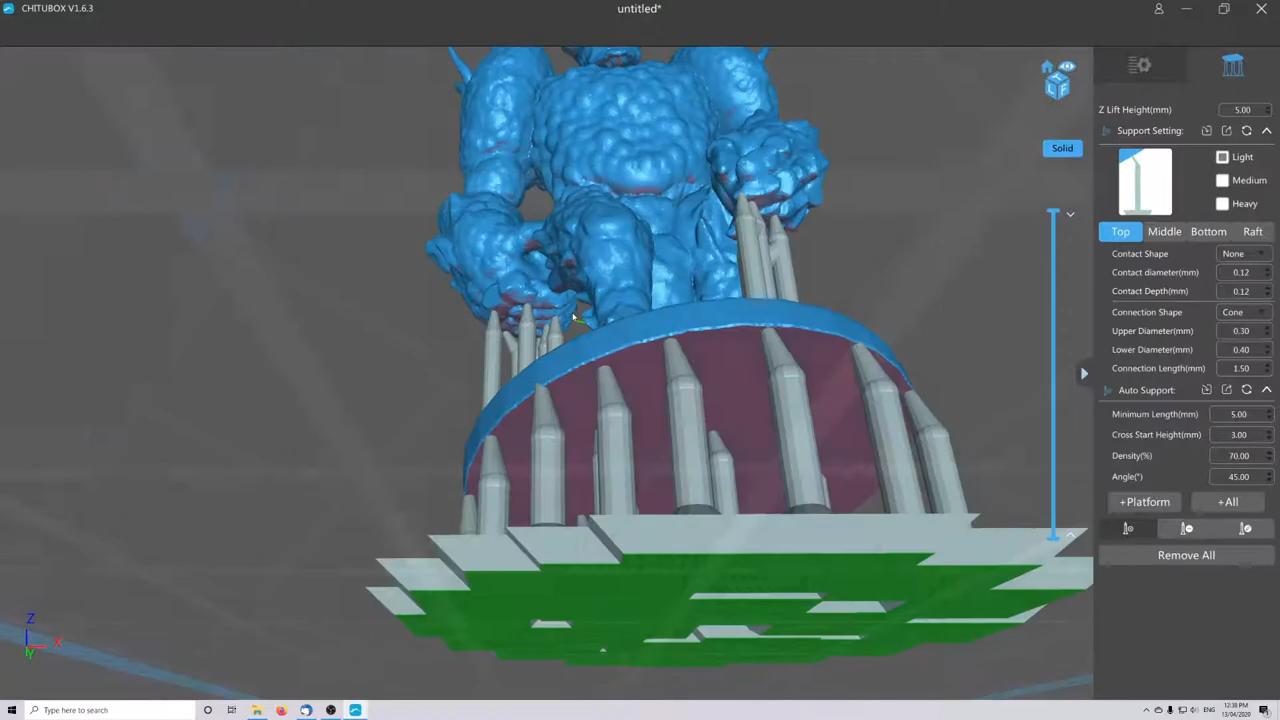 CHITUBOX V1.6.3
untitled*
T
L F
Solid
Z Lift Height(mm) 5.00
Support Setting:
Light
Medium
Heavy
Top Middle Bottom Raft
Contact Shape None
Contact diameter(mm) 0.12
Contact Depth(mm) 0.12
Connection Shape Cone
Upper Diameter(mm) 0.30
Lower Diameter(mm) 0.40
Connection Length(mm) 1.50
Auto Support:
Minimum Length(mm) 5.00
Cross Start Height(mm) 3.00
Density(%) 70.00
Angle(°) 45.00
+Platform +All
Remove All
Z
X
Y
Type here to search
ENG
12:38 PM
13/04/2020